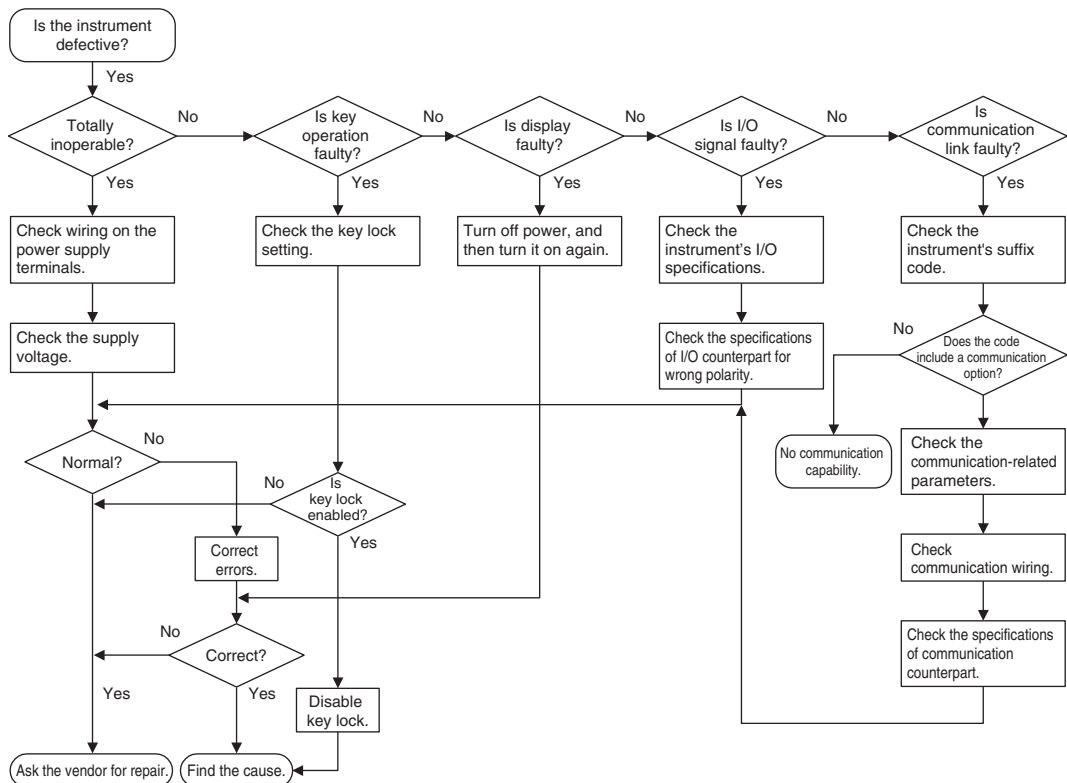 Is the instrument
defective?
Yes
Totally
inoperable?
No
Is key
operation
faulty?
No
Is display
faulty?
No
Is I/O
signal faulty?
No
Is
communication
link faulty?
Yes
Yes
Yes
Yes
Yes
Check wiring on the
power supply
terminals.
Check the key lock
setting.
Turn off power, and
then turn it on again.
Check the
instrument's I/O
specifications.
Check the
instrument's suffix
code.
Check the supply
voltage.
Check the specifications
of I/O counterpart for
wrong polarity.
No
Does the code
include a communication
option?
No communication
capability.
Check the
communication-related
parameters.
Normal?
No
No
Is
key lock
enabled?
Yes
Correct
errors.
Check
communication wiring.
No
Correct?
Check the specifications
of communication
counterpart.
Yes
Yes
Disable
key lock.
Ask the vendor for repair.
Find the cause.